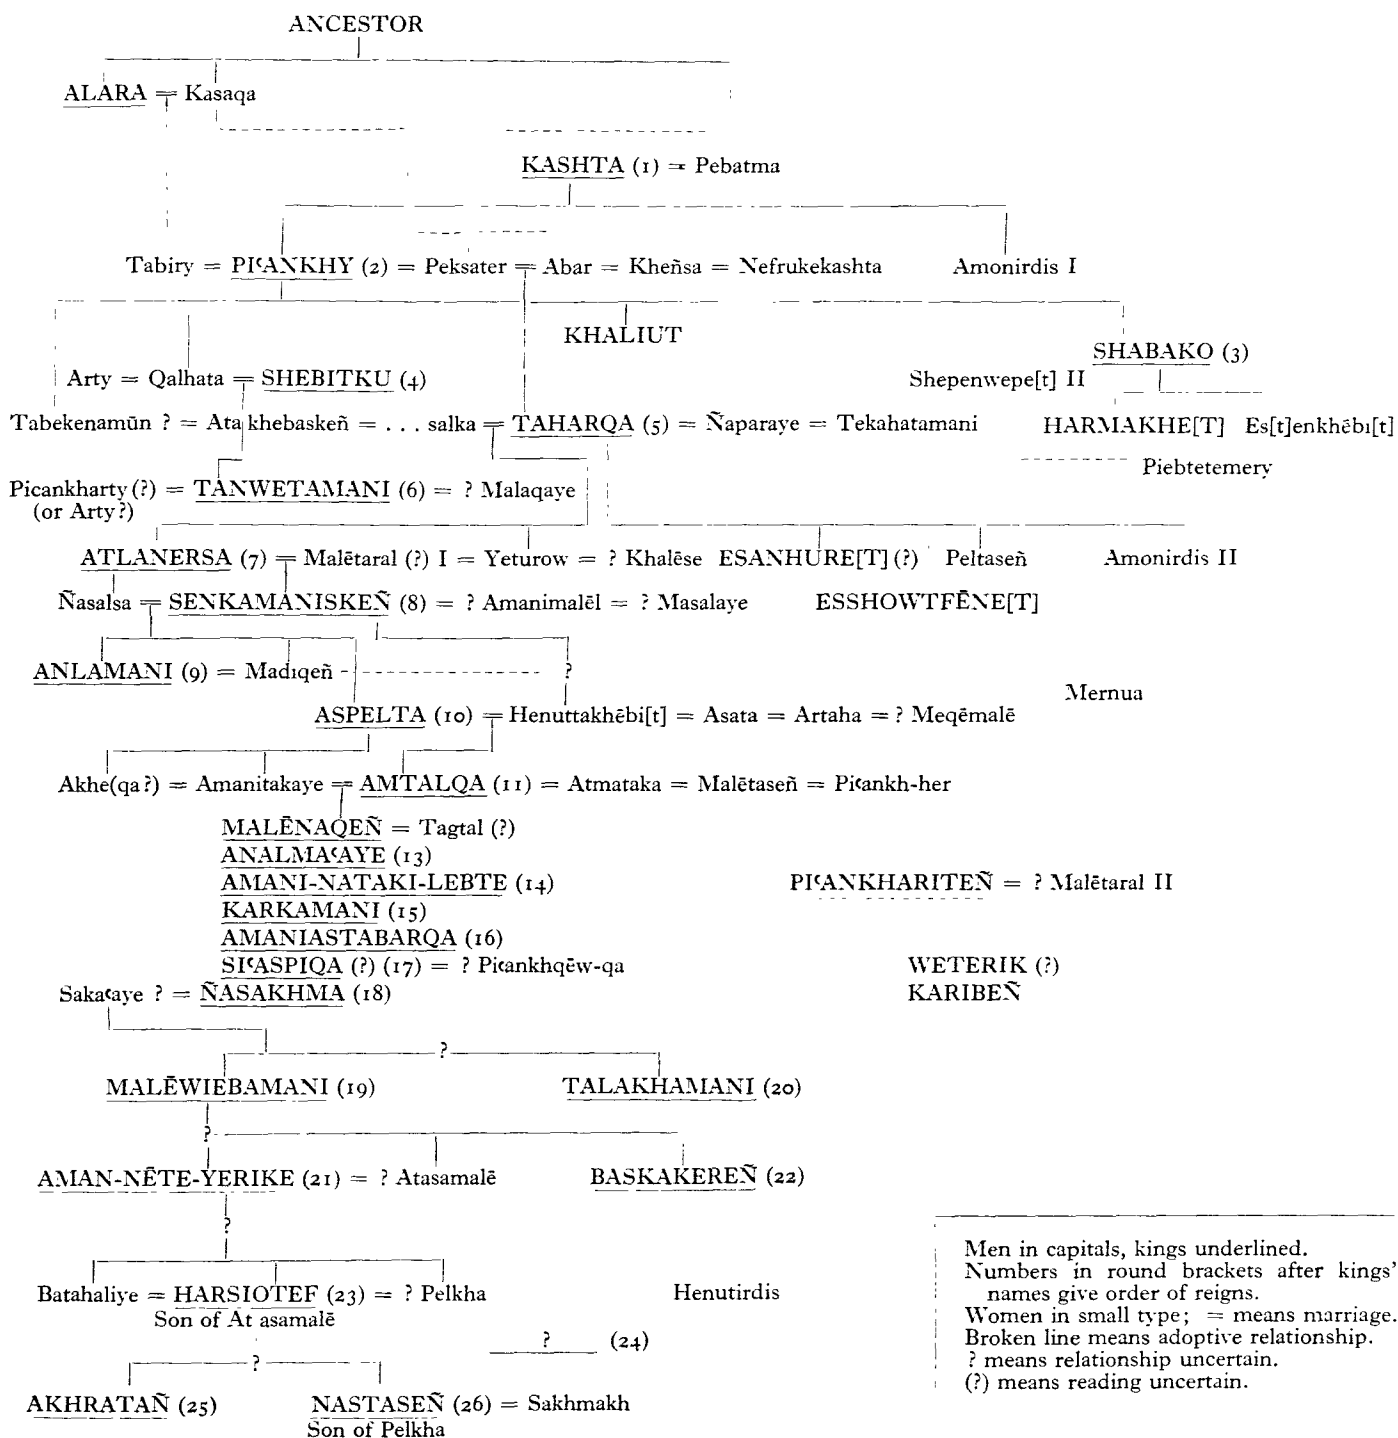 ANCESTOR
ALARA = Kasaqa
KASHTA (1) = Pebatma
Tabiry = PIʿANKHY (2) = Peksater = Abar = Kheñsa = Nefrukekashta Amonirdis I
KHALIUT
SHABAKO (3)
Arty = Qalhata = SHEBITKU (4) Shepenwepe[t] II
Tabekenamūn ? = Ata khebaskeñ = . . . salka = TAHARQA (5) = Ñaparaye = Tekahatamani HARMAKHE[T] Es[t]enkhēbı[t]
Piebtetemery
Picankharty (?) = TANWETAMANI (6) = ? Malaqaye
(or Arty ?)
ATLANERSA (7) = Malētaral (?) I = Yeturow = ? Khalēse ESANHURE[T] (?) Peltaseñ Amonirdis II
Ñasalsa = SENKAMANISKEÑ (8) = ? Amanimalēl = ? Masalaye ESSHOWTFĒNE[T]
ANLAMANI (9) = Madıqeñ ?
Mernua
ASPELTA (10) = Henuttakhēbi[t] = Asata = Artaha = ? Meqēmalē
Akhe(qa ?) = Amanitakaye = AMTALQA (11) = Atmataka = Malētaseñ = Piʿankh-her
MALĒNAQEÑ = Tagtal (?)
ANALMAʿAYE (13)
AMANI-NATAKI-LEBTE (14) PIʿANKHARITEÑ = ? Malētaral II
KARKAMANI (15)
AMANIASTABARQA (16)
SIʿASPIQA (?) (17) = ? Piʿankhqēw-qa WETERIK (?)
Sakaʿaye ? = ÑASAKHMA (18) KARIBEÑ
?
MALĒWIEBAMANI (19) TALAKHAMANI (20)
?
AMAN-NĒTE-YERIKE (21) = ? Atasamalē BASKAKEREÑ (22)
?
Batahaliye = HARSIOTEF (23) = ? Pelkha Henutirdis
Son of At asamalē
? (24)
?
AKHRATAÑ (25) NASTASEÑ (26) = Sakhmakh
Son of Pelkha
Men in capitals, kings underlined.
Numbers in round brackets after kings'
names give order of reigns.
Women in small type; = means marriage.
Broken line means adoptive relationship.
? means relationship uncertain.
(?) means reading uncertain.